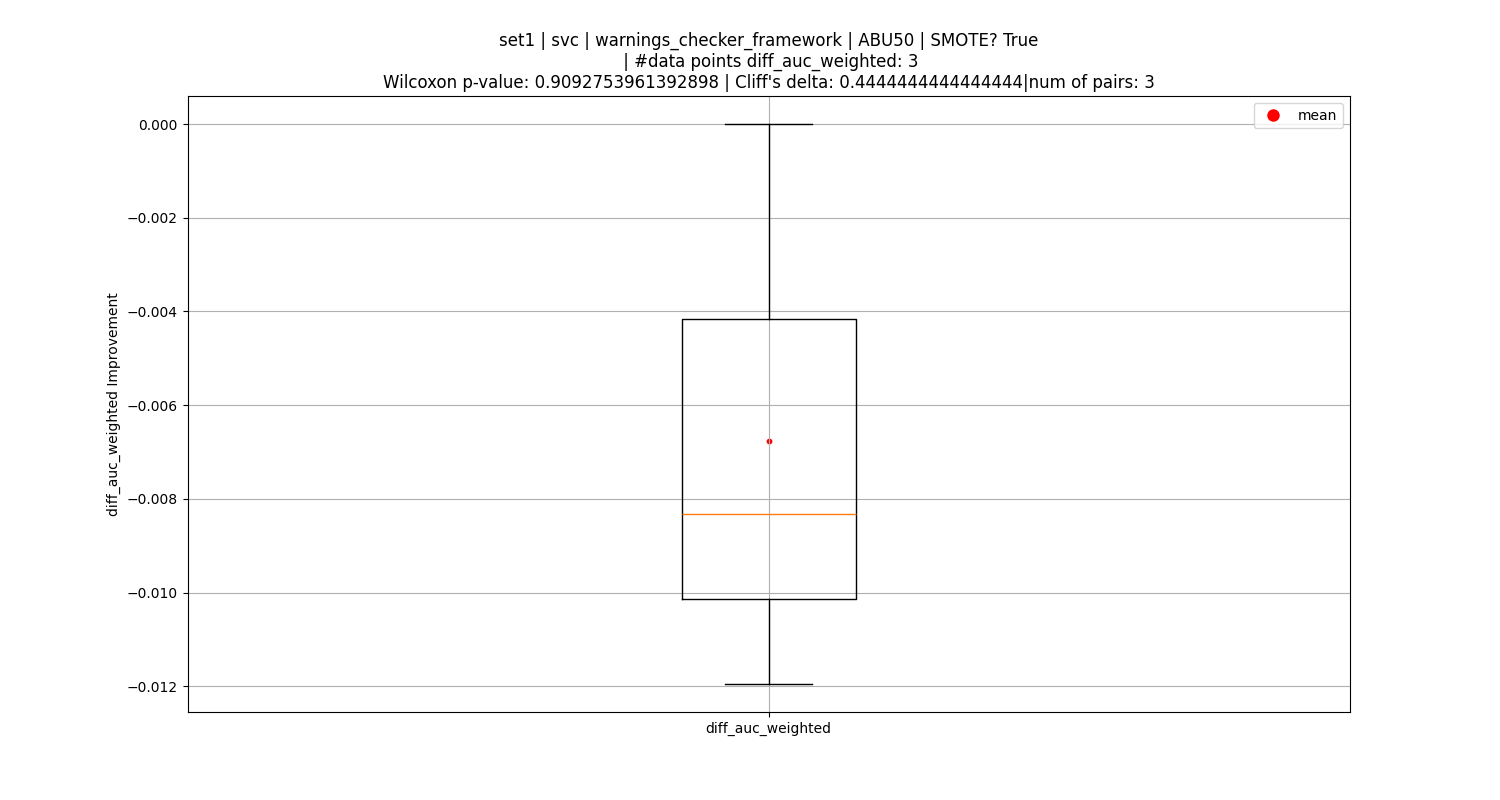 set1 | svc | warnings_checker_framework | ABU50 | SMOTE? True
| #data points diff_auc_weighted: 3
Wilcoxon p-value: 0.9092753961392898 | Cliff's delta: 0.4444444444444444|num of pairs: 3
mean
0.000
−0.002
−0.004
−0.006
−0.008
−0.010
−0.012
diff_auc_weighted Improvement
diff_auc_weighted